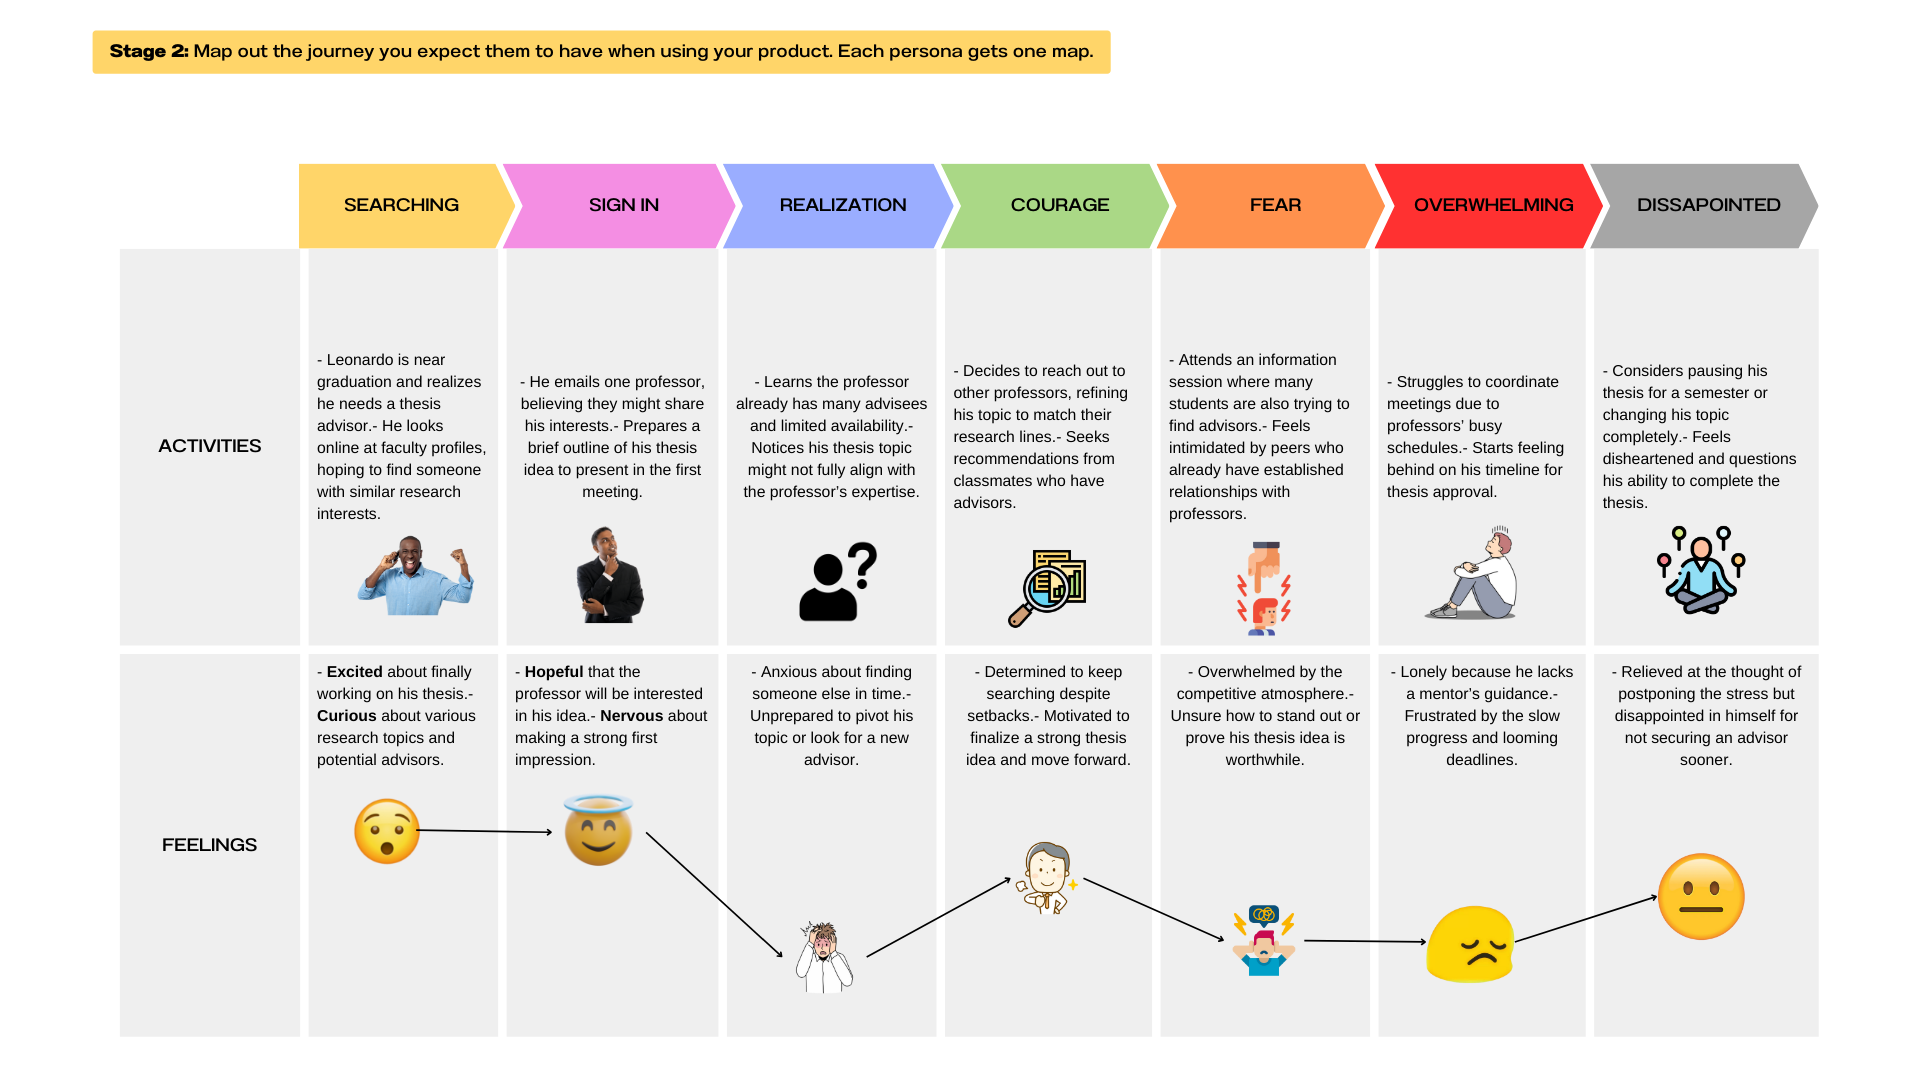 Stage 2: Map out the journey you expect them to have when using your product. Each persona gets one map.
SEARCHING
SIGN IN
REALIZATION
COURAGE
FEAR
OVERWHELMING
DISSAPOINTED
ACTIVITIES
- Leonardo is near
graduation and realizes
he needs a thesis
advisor.- He looks
online at faculty profiles,
hoping to find someone
with similar research
interests.
- He emails one professor,
believing they might share
his interests.- Prepares a
brief outline of his thesis
idea to present in the first
meeting.
- Learns the professor
already has many advisees
and limited availability.-
Notices his thesis topic
might not fully align with
the professor’s expertise.
- Decides to reach out to
other professors, refining
his topic to match their
research lines.- Seeks
recommendations from
classmates who have
advisors.
- Attends an information
session where many
students are also trying to
find advisors.- Feels
intimidated by peers who
already have established
relationships with
professors.
- Struggles to coordinate
meetings due to
professors’ busy
schedules.- Starts feeling
behind on his timeline for
thesis approval.
- Considers pausing his
thesis for a semester or
changing his topic
completely.- Feels
disheartened and questions
his ability to complete the
thesis.
FEELINGS
- Excited about finally
working on his thesis.-
Curious about various
research topics and
potential advisors.
- Hopeful that the
professor will be interested
in his idea.- Nervous about
making a strong first
impression.
- Anxious about finding
someone else in time.-
Unprepared to pivot his
topic or look for a new
advisor.
- Determined to keep
searching despite
setbacks.- Motivated to
finalize a strong thesis
idea and move forward.
- Overwhelmed by the
competitive atmosphere.-
Unsure how to stand out or
prove his thesis idea is
worthwhile.
- Lonely because he lacks
a mentor’s guidance.-
Frustrated by the slow
progress and looming
deadlines.
- Relieved at the thought of
postponing the stress but
disappointed in himself for
not securing an advisor
sooner.